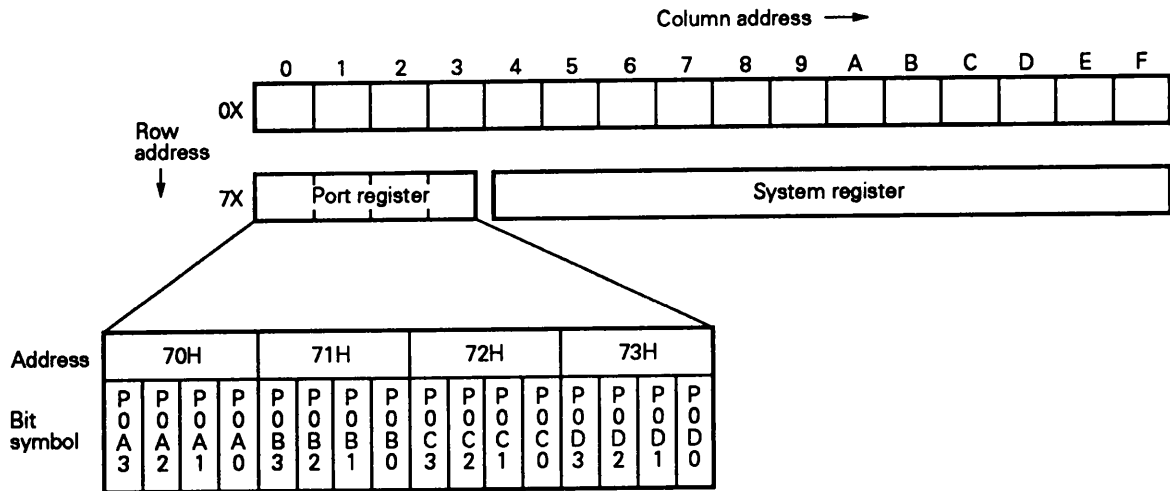 Column address
0 1 2 3 4 5 6 7 8 9 A B C D E F
0X
Row
address
7X Port register System register
Address 70H 71H 72H 73H
Bit
symbol
P0A3 P0A2 P0A1 P0A0 P0B3 P0B2 P0B1 P0B0 P0C3 P0C2 P0C1 P0C0 P0D3 P0D2 P0D1 P0D0